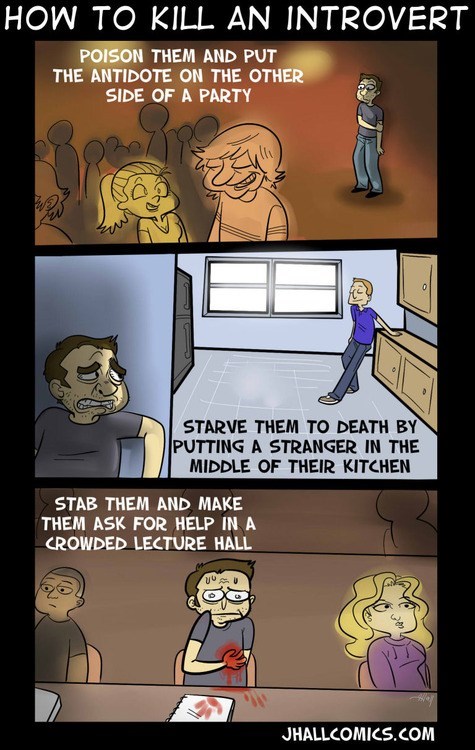 HOW TO KILL AN INTROVERT
POISON THEM AND PUT
THE ANTIDOTE ON THE OTHER
SIDE OF A PARTY
STARVE THEM TO DEATH BY
PUTTING A STRANGER IN THE
MIDDLE OF THEIR KITCHEN
STAB THEM AND MAKE
THEM ASK FOR HELP IN A
CROWDED LECTURE HALL
JHALLCOMICS.COM